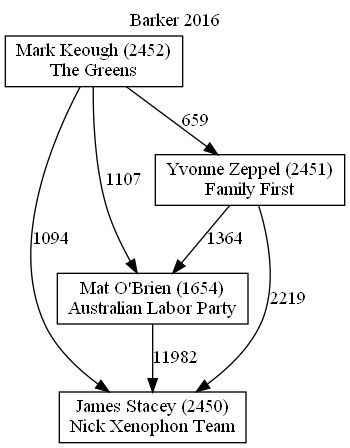 Barker 2016
Mark Keough (2452)
The Greens
659
Yvonne Zeppel (2451)
Family First
1107
1094
1364
2219
Mat O'Brien (1654)
Australian Labor Party
11982
James Stacey (2450)
Nick Xenophon Team